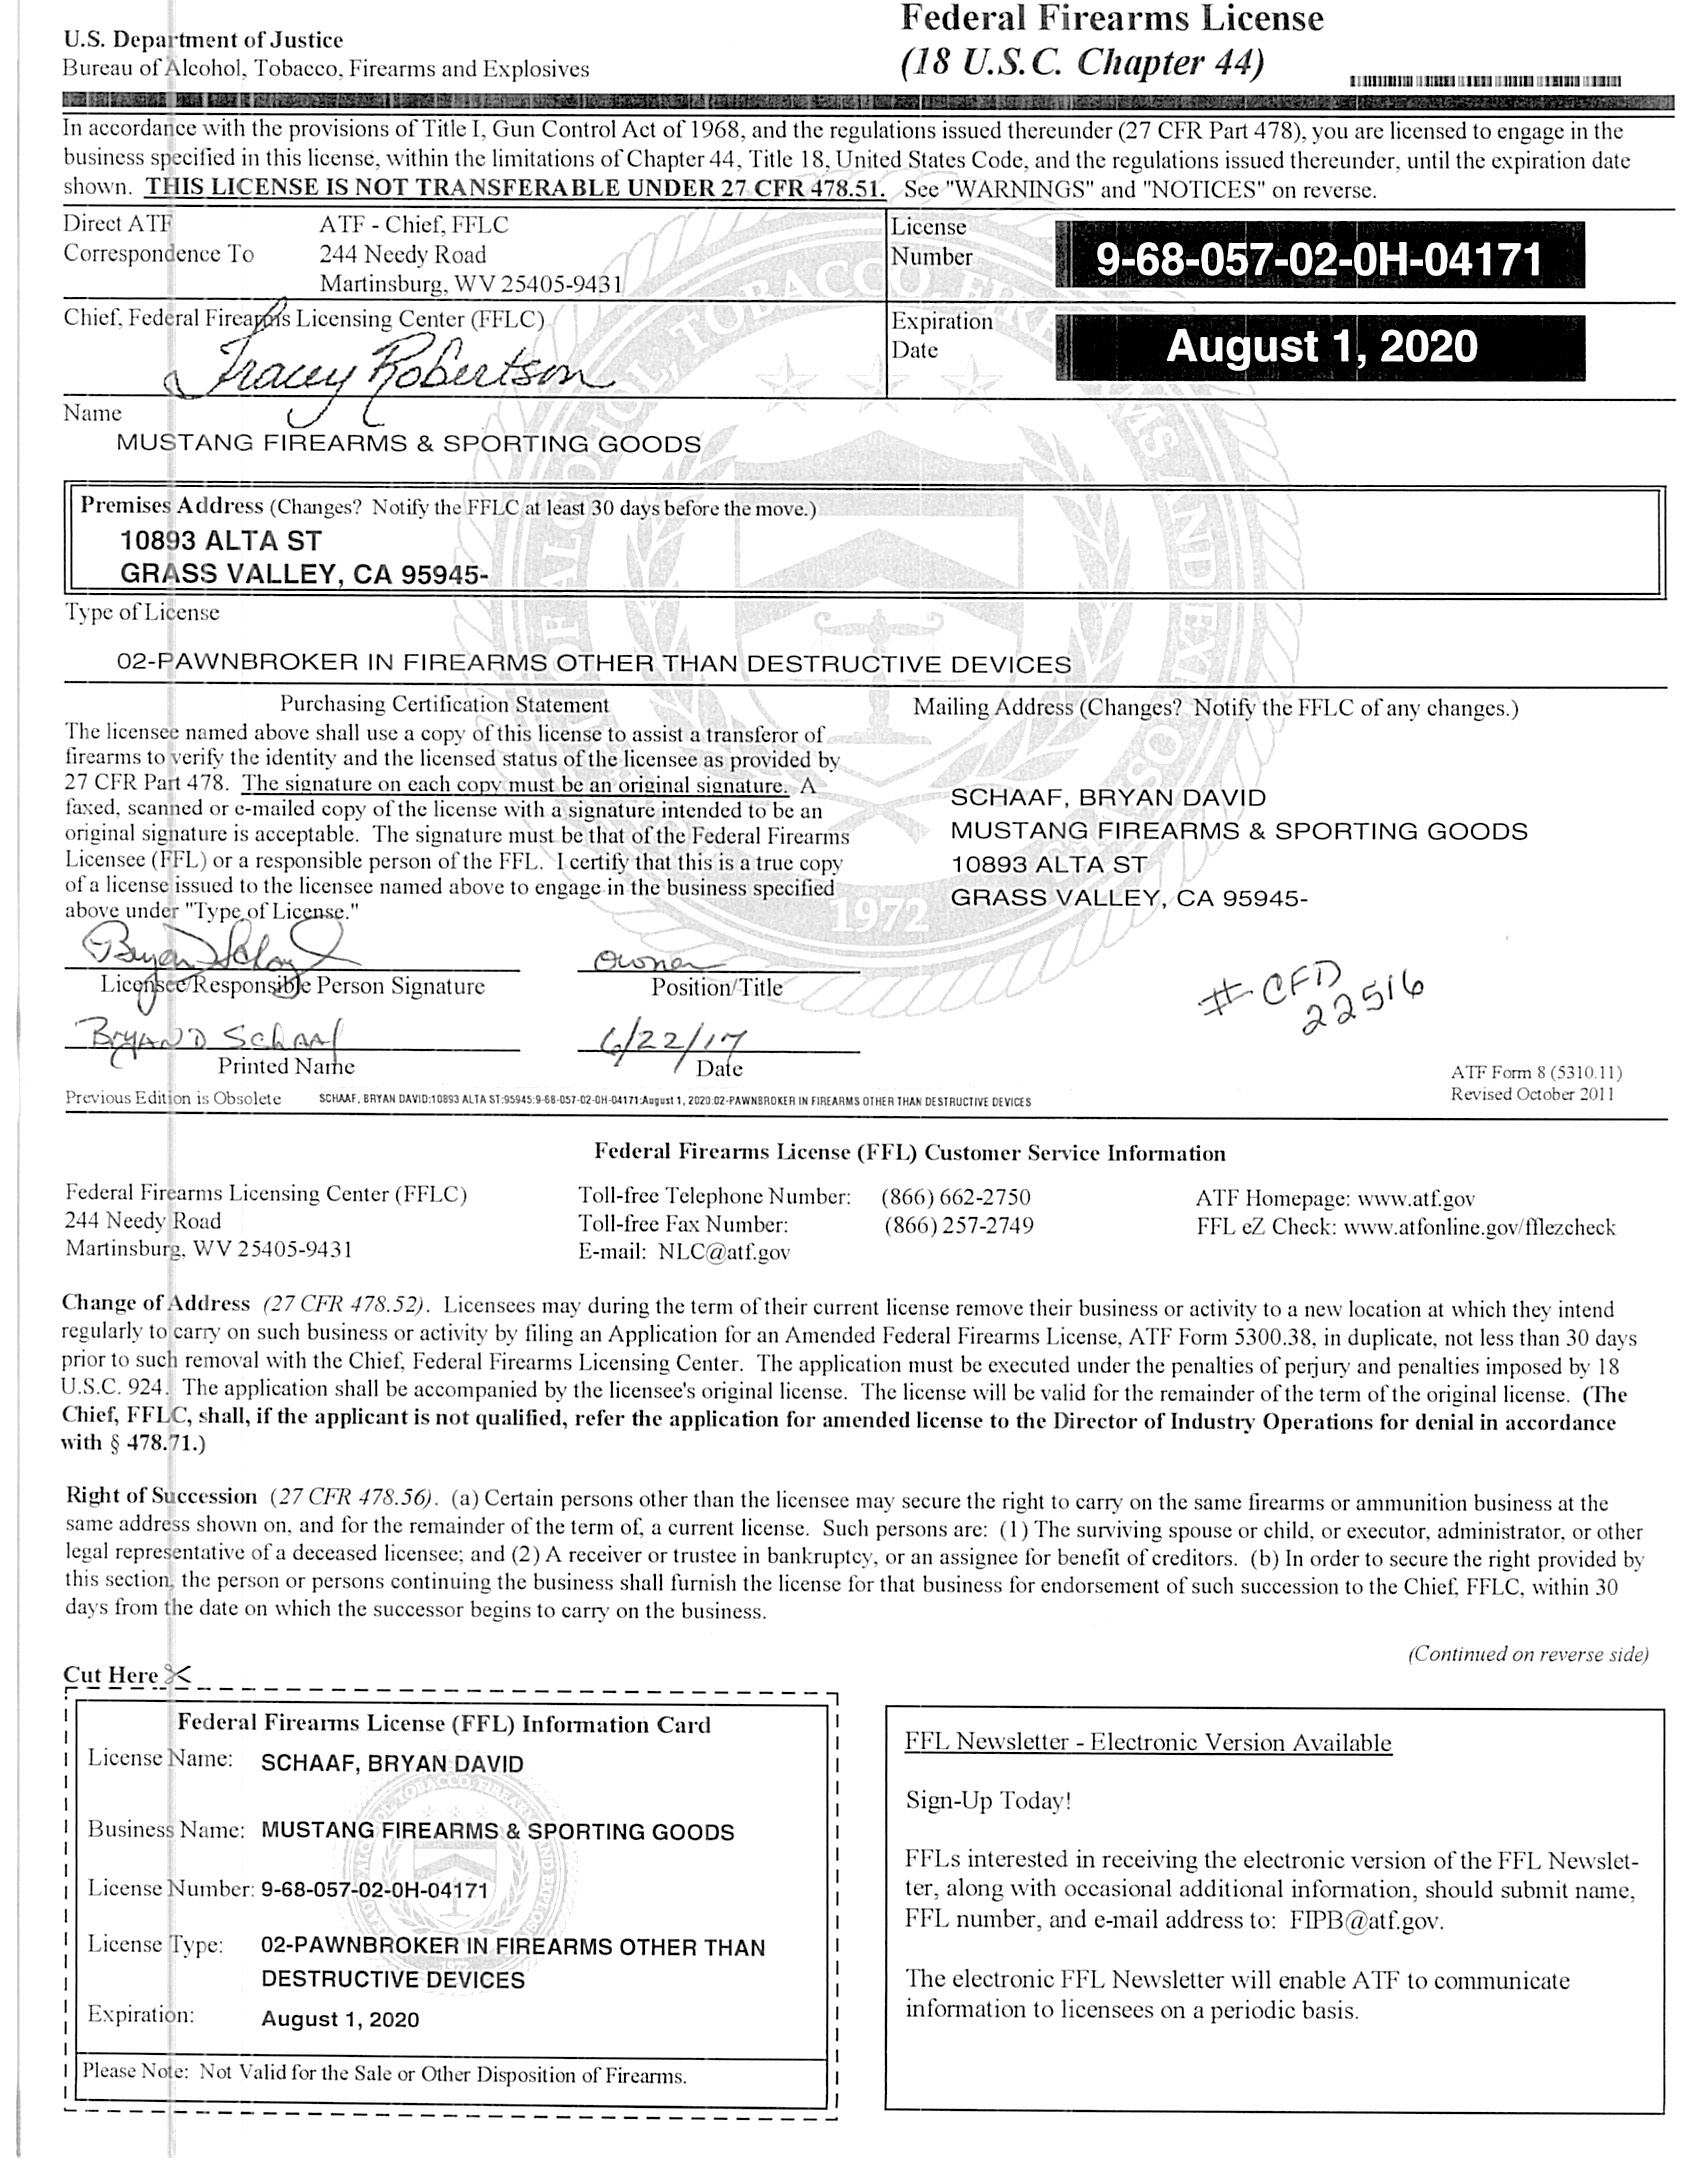 U.S. Department of Justice
Bureau of Alcohol, Tobacco, Firearms and Explosives
Federal Firearms License
(18 U.S.C. Chapter 44)
In accordance with the provisions of Title I, Gun Control Act of 1968, and the regulations issued thereunder (27 CFR Part 478), you are licensed to engage in the
business specified in this license, within the limitations of Chapter 44, Title 18, United States Code, and the regulations issued thereunder, until the expiration date
shown. THIS LICENSE IS NOT TRANSFERABLE UNDER 27 CFR 478.51. See "WARNINGS" and "NOTICES" on reverse.
Direct ATF
Correspondence To
ATF - Chief, FFLC
244 Needy Road
Martinsburg, WV 25405-9431
License
Number
9-68-057-02-0H-04171
Chief, Federal Firearms Licensing Center (FFLC)
Tracey Robertson
Expiration
Date
August 1, 2020
Name
MUSTANG FIREARMS & SPORTING GOODS
Premises Address (Changes? Notify the FFLC at least 30 days before the move.)
10893 ALTA ST
GRASS VALLEY, CA 95945-
Type of License
02-PAWNBROKER IN FIREARMS OTHER THAN DESTRUCTIVE DEVICES
Purchasing Certification Statement
The licensee named above shall use a copy of this license to assist a transferor of
firearms to verify the identity and the licensed status of the licensee as provided by
27 CFR Part 478. The signature on each copy must be an original signature. A
faxed, scanned or e-mailed copy of the license with a signature intended to be an
original signature is acceptable. The signature must be that of the Federal Firearms
Licensee (FFL) or a responsible person of the FFL. I certify that this is a true copy
of a license issued to the licensee named above to engage in the business specified
above under "Type of License."
Mailing Address (Changes? Notify the FFLC of any changes.)
SCHAAF, BRYAN DAVID
MUSTANG FIREARMS & SPORTING GOODS
10893 ALTA ST
GRASS VALLEY, CA 95945-
1972
Bryan Schaaf
Owner
Licensee/Responsible Person Signature
Position/Title
# CFD
22516
Bryan D Schaaf
6/22/17
Printed Name
Date
ATF Form 8 (5310.11)
Revised October 2011
Previous Edition is Obsolete
SCHAAF, BRYAN DAVID:10893 ALTA ST:95945:9-68-057-02-0H-04171:August 1, 2020:02-PAWNBROKER IN FIREARMS OTHER THAN DESTRUCTIVE DEVICES
Federal Firearms License (FFL) Customer Service Information
Federal Firearms Licensing Center (FFLC)
244 Needy Road
Martinsburg, WV 25405-9431
Toll-free Telephone Number: (866) 662-2750
Toll-free Fax Number: (866) 257-2749
E-mail: NLC@atf.gov
ATF Homepage: www.atf.gov
FFL eZ Check: www.atfonline.gov/fflezcheck
Change of Address (27 CFR 478.52). Licensees may during the term of their current license remove their business or activity to a new location at which they intend
regularly to carry on such business or activity by filing an Application for an Amended Federal Firearms License, ATF Form 5300.38, in duplicate, not less than 30 days
prior to such removal with the Chief, Federal Firearms Licensing Center. The application must be executed under the penalties of perjury and penalties imposed by 18
U.S.C. 924. The application shall be accompanied by the licensee's original license. The license will be valid for the remainder of the term of the original license. (The
Chief, FFLC, shall, if the applicant is not qualified, refer the application for amended license to the Director of Industry Operations for denial in accordance
with § 478.71.)
Right of Succession (27 CFR 478.56). (a) Certain persons other than the licensee may secure the right to carry on the same firearms or ammunition business at the
same address shown on, and for the remainder of the term of, a current license. Such persons are: (1) The surviving spouse or child, or executor, administrator, or other
legal representative of a deceased licensee; and (2) A receiver or trustee in bankruptcy, or an assignee for benefit of creditors. (b) In order to secure the right provided by
this section, the person or persons continuing the business shall furnish the license for that business for endorsement of such succession to the Chief, FFLC, within 30
days from the date on which the successor begins to carry on the business.
(Continued on reverse side)
Cut Here
Federal Firearms License (FFL) Information Card
License Name: SCHAAF, BRYAN DAVID
Business Name: MUSTANG FIREARMS & SPORTING GOODS
License Number: 9-68-057-02-0H-04171
License Type: 02-PAWNBROKER IN FIREARMS OTHER THAN
DESTRUCTIVE DEVICES
Expiration: August 1, 2020
Please Note: Not Valid for the Sale or Other Disposition of Firearms.
FFL Newsletter - Electronic Version Available
Sign-Up Today!
FFLs interested in receiving the electronic version of the FFL Newslet-
ter, along with occasional additional information, should submit name,
FFL number, and e-mail address to: FIPB@atf.gov.
The electronic FFL Newsletter will enable ATF to communicate
information to licensees on a periodic basis.